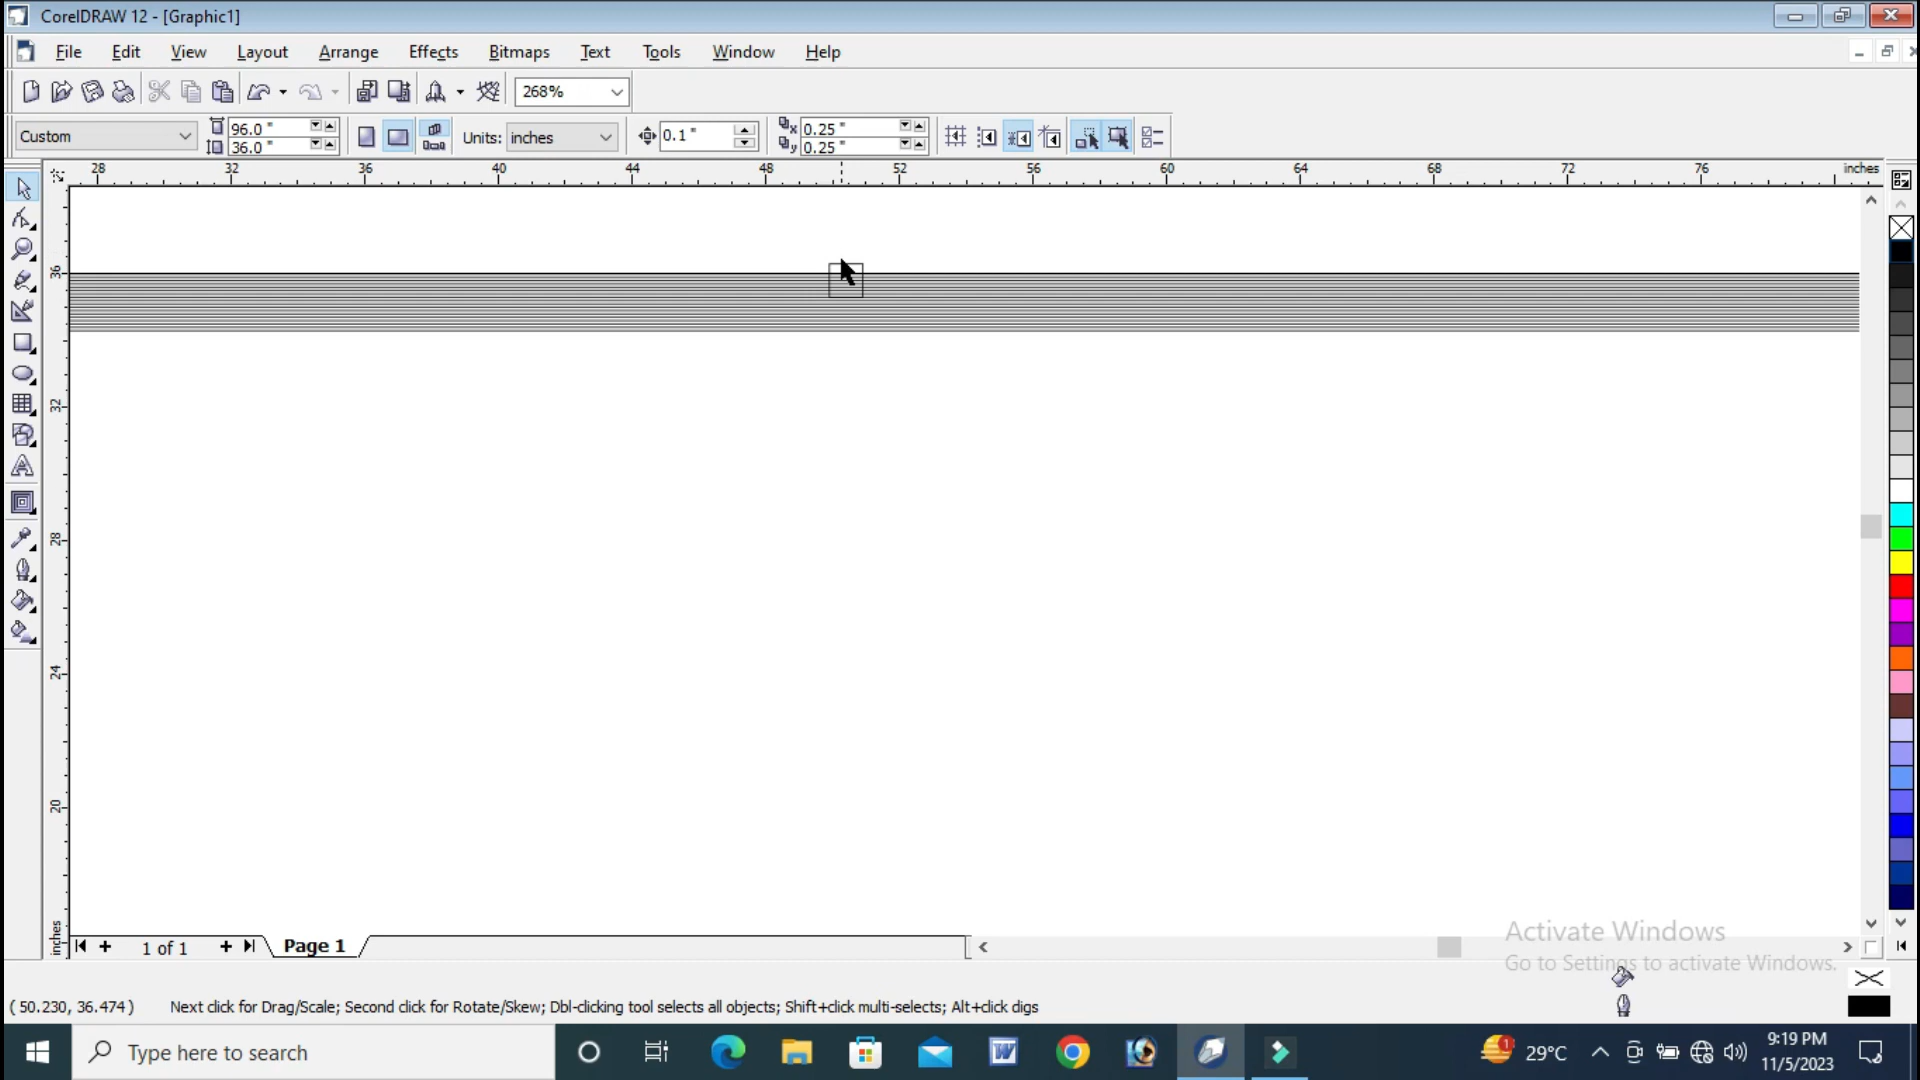 CorelDRAW 12 - [Graphic1]
File Edit View Layout Arrange Effects Bitmaps Text Tools Window Help
268%
Custom 96.0 " 36.0 " Units: inches 0.1 " 0.25 " 0.25 "
28 32 36 40 44 48 52 56 60 64 68 72 76 inches
36
32
28
24
20
inches
1 of 1 Page 1
Activate Windows
Go to Settings to activate Windows.
( 50.230, 36.474 ) Next click for Drag/Scale; Second click for Rotate/Skew; Dbl-clicking tool selects all objects; Shift+click multi-selects; Alt+click digs
Type here to search
1
29°C
9:19 PM
11/5/2023